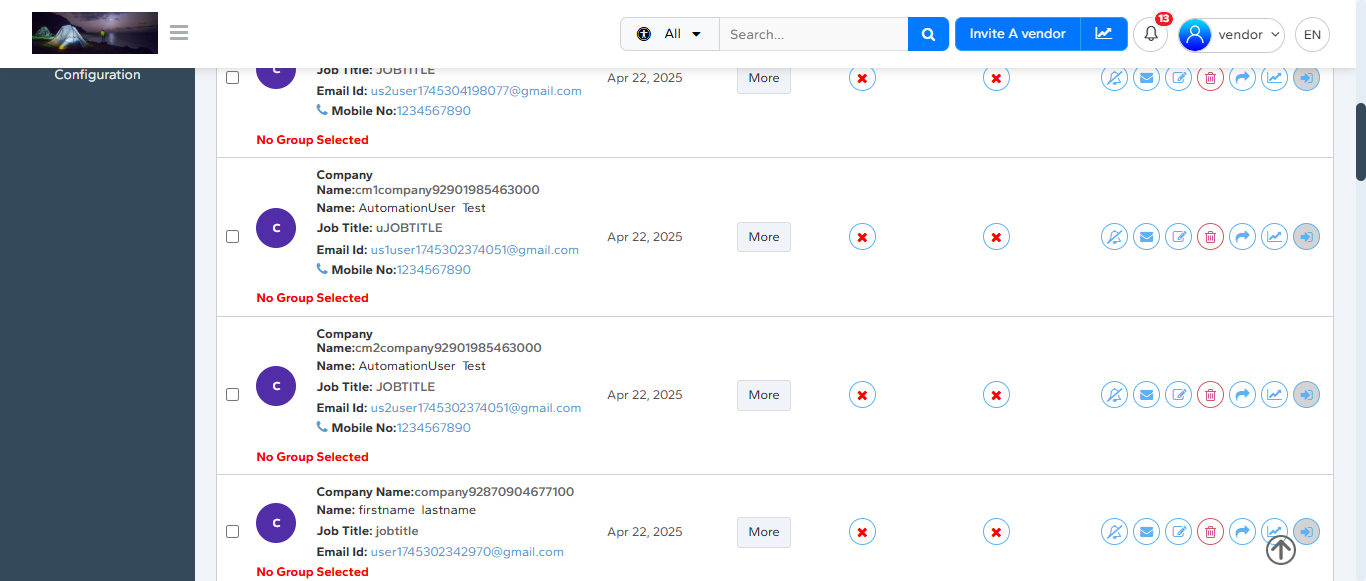 All
Search...
Invite A vendor
13
vendor
EN
Configuration
C
Job Title: JOBTITLE
Email Id: us2user1745304198077@gmail.com
Mobile No:1234567890
Apr 22, 2025
More
No Group Selected
Company
Name:cm1company92901985463000
Name: AutomationUser Test
Job Title: uJOBTITLE
Email Id: us1user1745302374051@gmail.com
Mobile No:1234567890
C
Apr 22, 2025
More
No Group Selected
Company
Name:cm2company92901985463000
Name: AutomationUser Test
Job Title: JOBTITLE
Email Id: us2user1745302374051@gmail.com
Mobile No:1234567890
C
Apr 22, 2025
More
No Group Selected
Company Name:company92870904677100
Name: firstname lastname
Job Title: jobtitle
Email Id: user1745302342970@gmail.com
C
Apr 22, 2025
More
No Group Selected